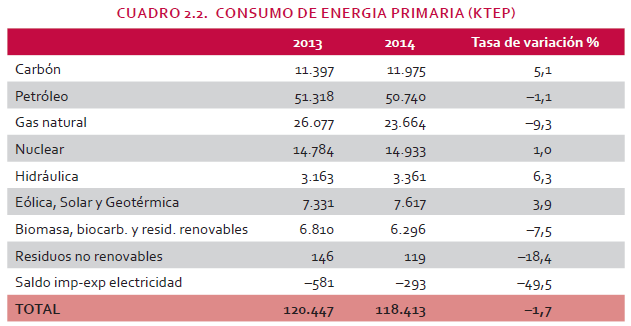 CUADRO 2.2. CONSUMO DE ENERGIA PRIMARIA (KTEP)
2013 2014 Tasa de variación %
Carbón 11.397 11.975 5,1
Petróleo 51.318 50.740 –1,1
Gas natural 26.077 23.664 –9,3
Nuclear 14.784 14.933 1,0
Hidráulica 3.163 3.361 6,3
Eólica, Solar y Geotérmica 7.331 7.617 3,9
Biomasa, biocarb. y resid. renovables 6.810 6.296 –7,5
Residuos no renovables 146 119 –18,4
Saldo imp-exp electricidad –581 –293 –49,5
TOTAL 120.447 118.413 –1,7